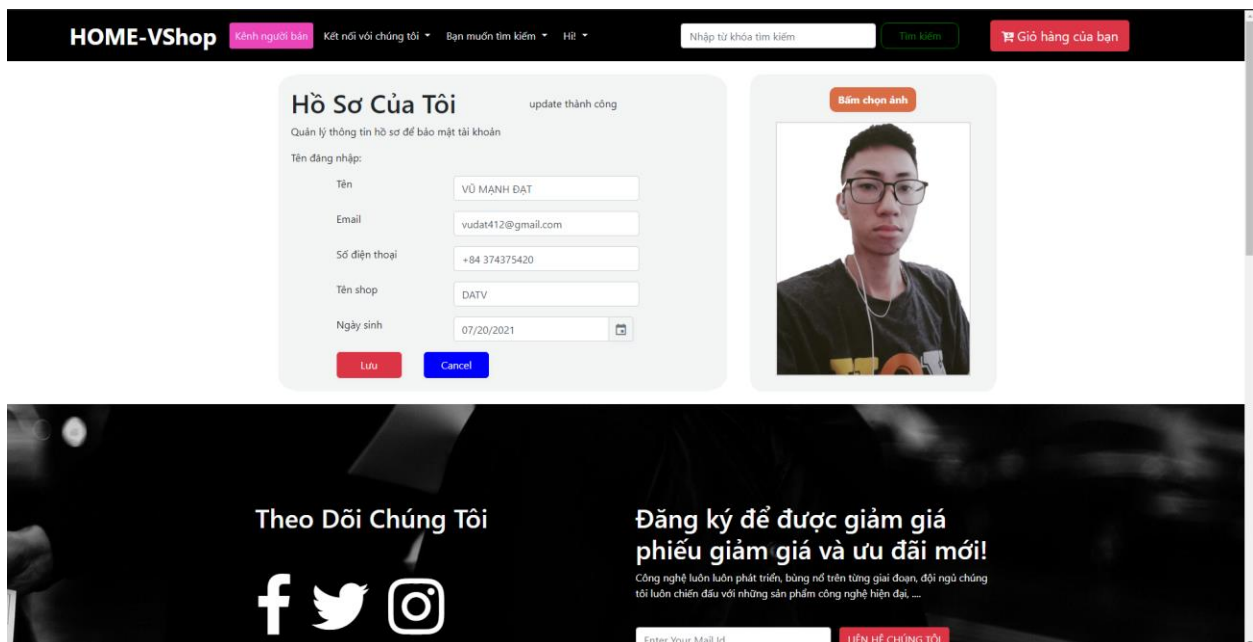 HOME-VShop Kênh người bán Kết nối vói chúng tôi Bạn muốn tìm kiếm Hi! Nhập từ khóa tìm kiếm Tìm kiếm Giỏ hàng của bạn
Hồ Sơ Của Tôi update thành công
Quản lý thông tin hồ sơ để bảo mật tài khoản
Tên đăng nhập:
Tên VŨ MẠNH ĐẠT
Email vudat412@gmail.com
Số điện thoại +84 374375420
Tên shop DATV
Ngày sinh 07/20/2021
Lưu Cancel
Bấm chọn ảnh
Theo Dõi Chúng Tôi
Đăng ký để được giảm giá
phiếu giảm giá và ưu đãi mới!
Công nghệ luôn luôn phát triển, bùng nổ trên từng giai đoạn, đội ngủ chúng
tôi luôn chiến đấu với những sản phẩm công nghệ hiện đại, ....
Enter Your Mail Id LIÊN HỆ CHÚNG TÔI